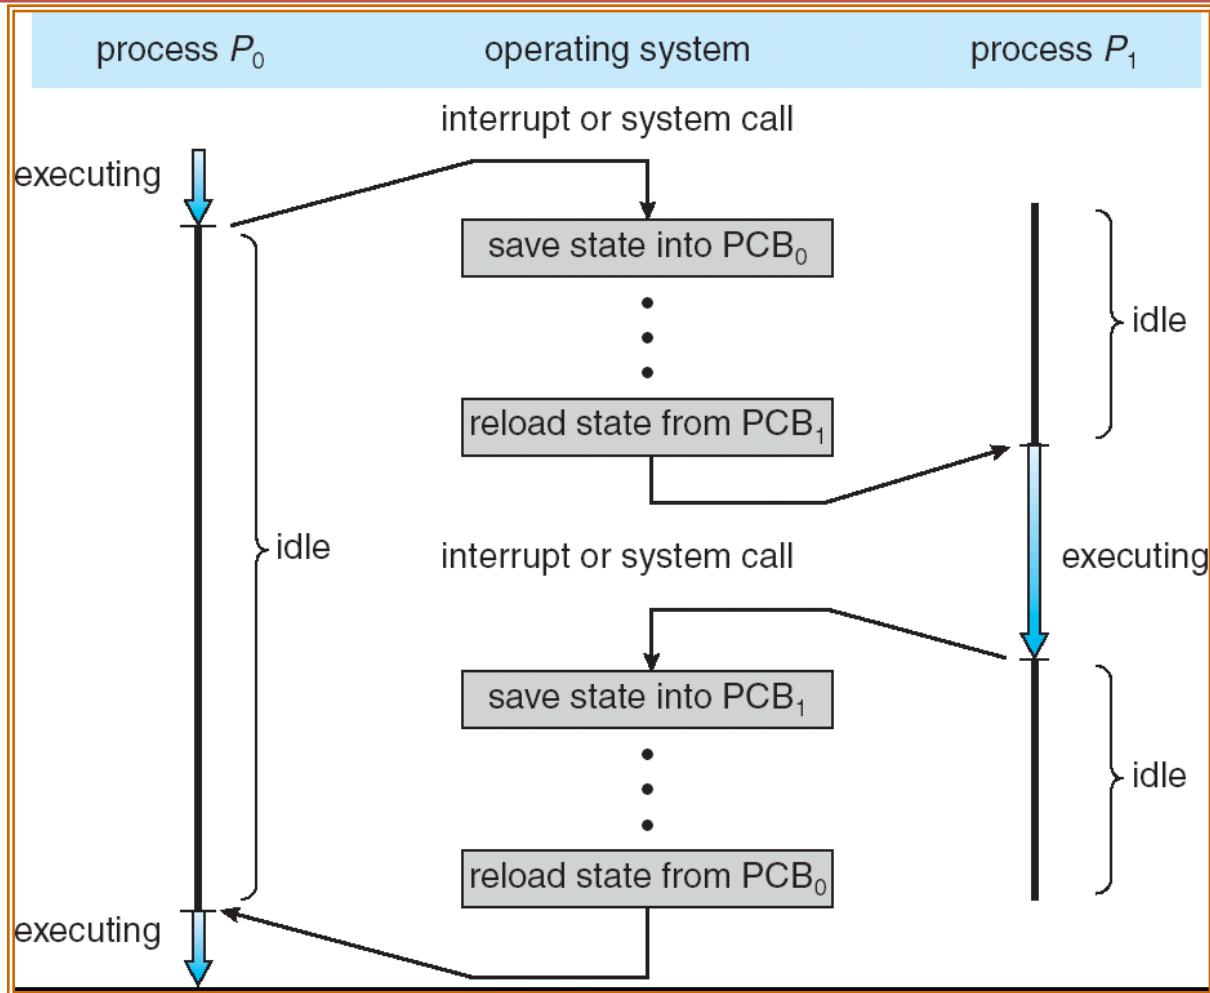 process P₀
operating system
process P₁
interrupt or system call
executing
save state into PCB₀
idle
reload state from PCB₁
idle
interrupt or system call
executing
save state into PCB₁
idle
reload state from PCB₀
executing